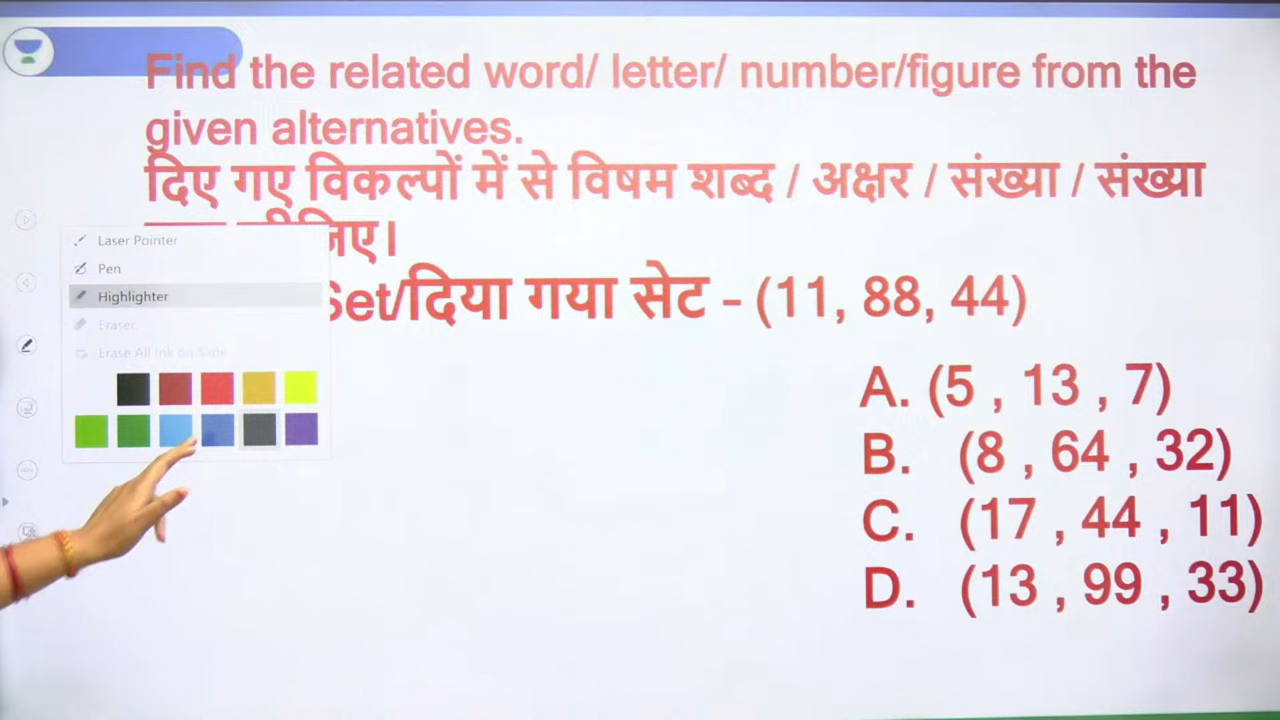 Find the related word/ letter/ number/figure from the
given alternatives.
दिए गए विकल्पों में से विषम शब्द / अक्षर / संख्या / संख्या
Laser Pointer
Pen
Highlighter
Eraser
Erase All Ink on Slide
Set/दिया गया सेट – (11, 88, 44)
A. (5 , 13 , 7)
B. (8 , 64 , 32)
C. (17 , 44 , 11)
D. (13 , 99 , 33)